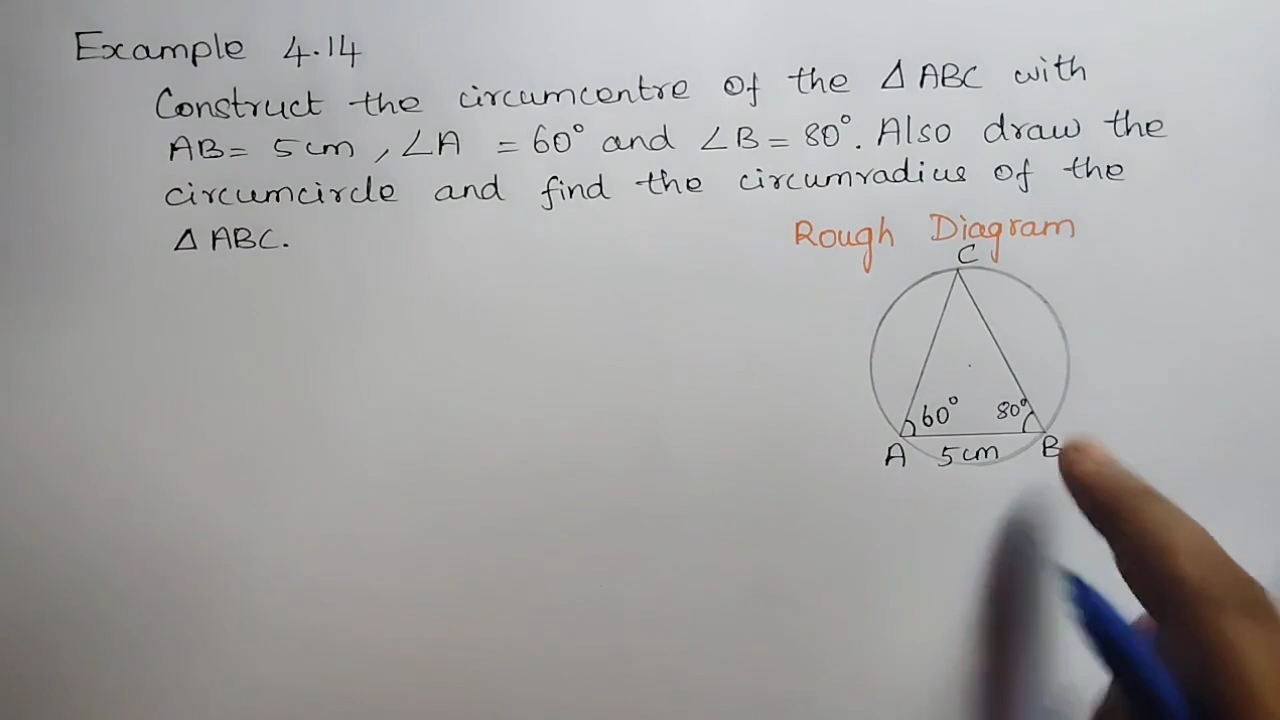 Example 4.14
Construct the circumcentre of the △ ABC with
AB = 5 cm, ∠A = 60° and ∠B = 80°. Also draw the
circumcircle and find the circumradius of the
△ ABC.
Rough Diagram
C
60° 80°
A 5 cm B